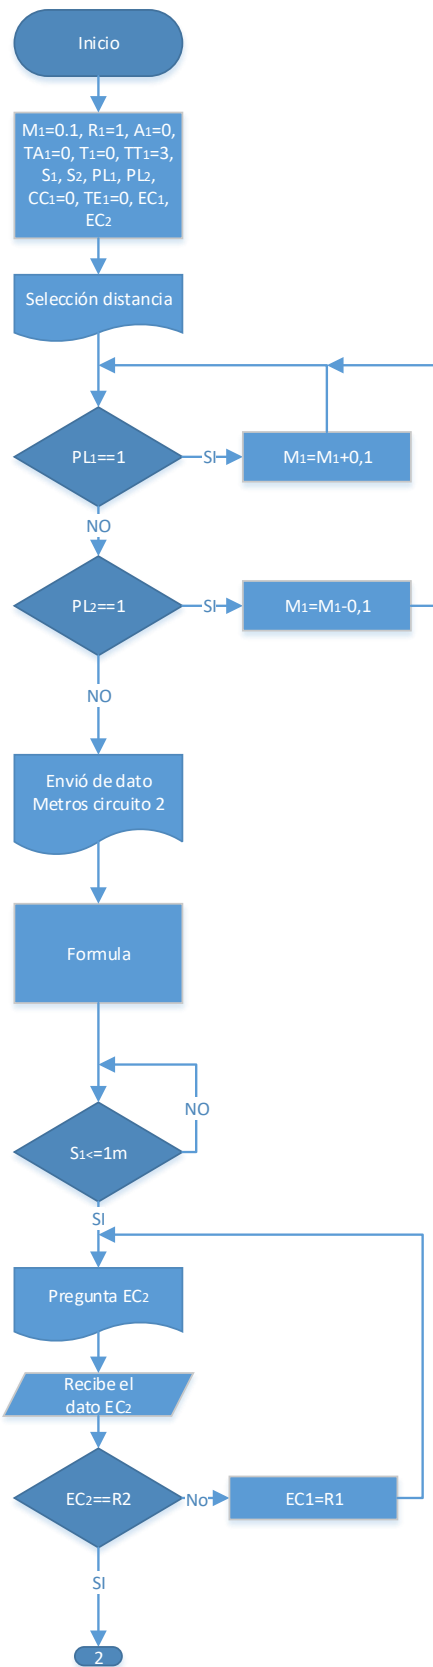 Inicio
M1=0.1, R1=1, A1=0,
TA1=0, T1=0, TT1=3,
S1, S2, PL1, PL2,
CC1=0, TE1=0, EC1,
EC2
Selección distancia
PL1==1
SI
M1=M1+0,1
NO
PL2==1
SI
M1=M1-0,1
NO
Envió de dato
Metros circuito 2
Formula
NO
S1<=1m
SI
Pregunta EC2
Recibe el
dato EC2
EC2==R2
No
EC1=R1
SI
2